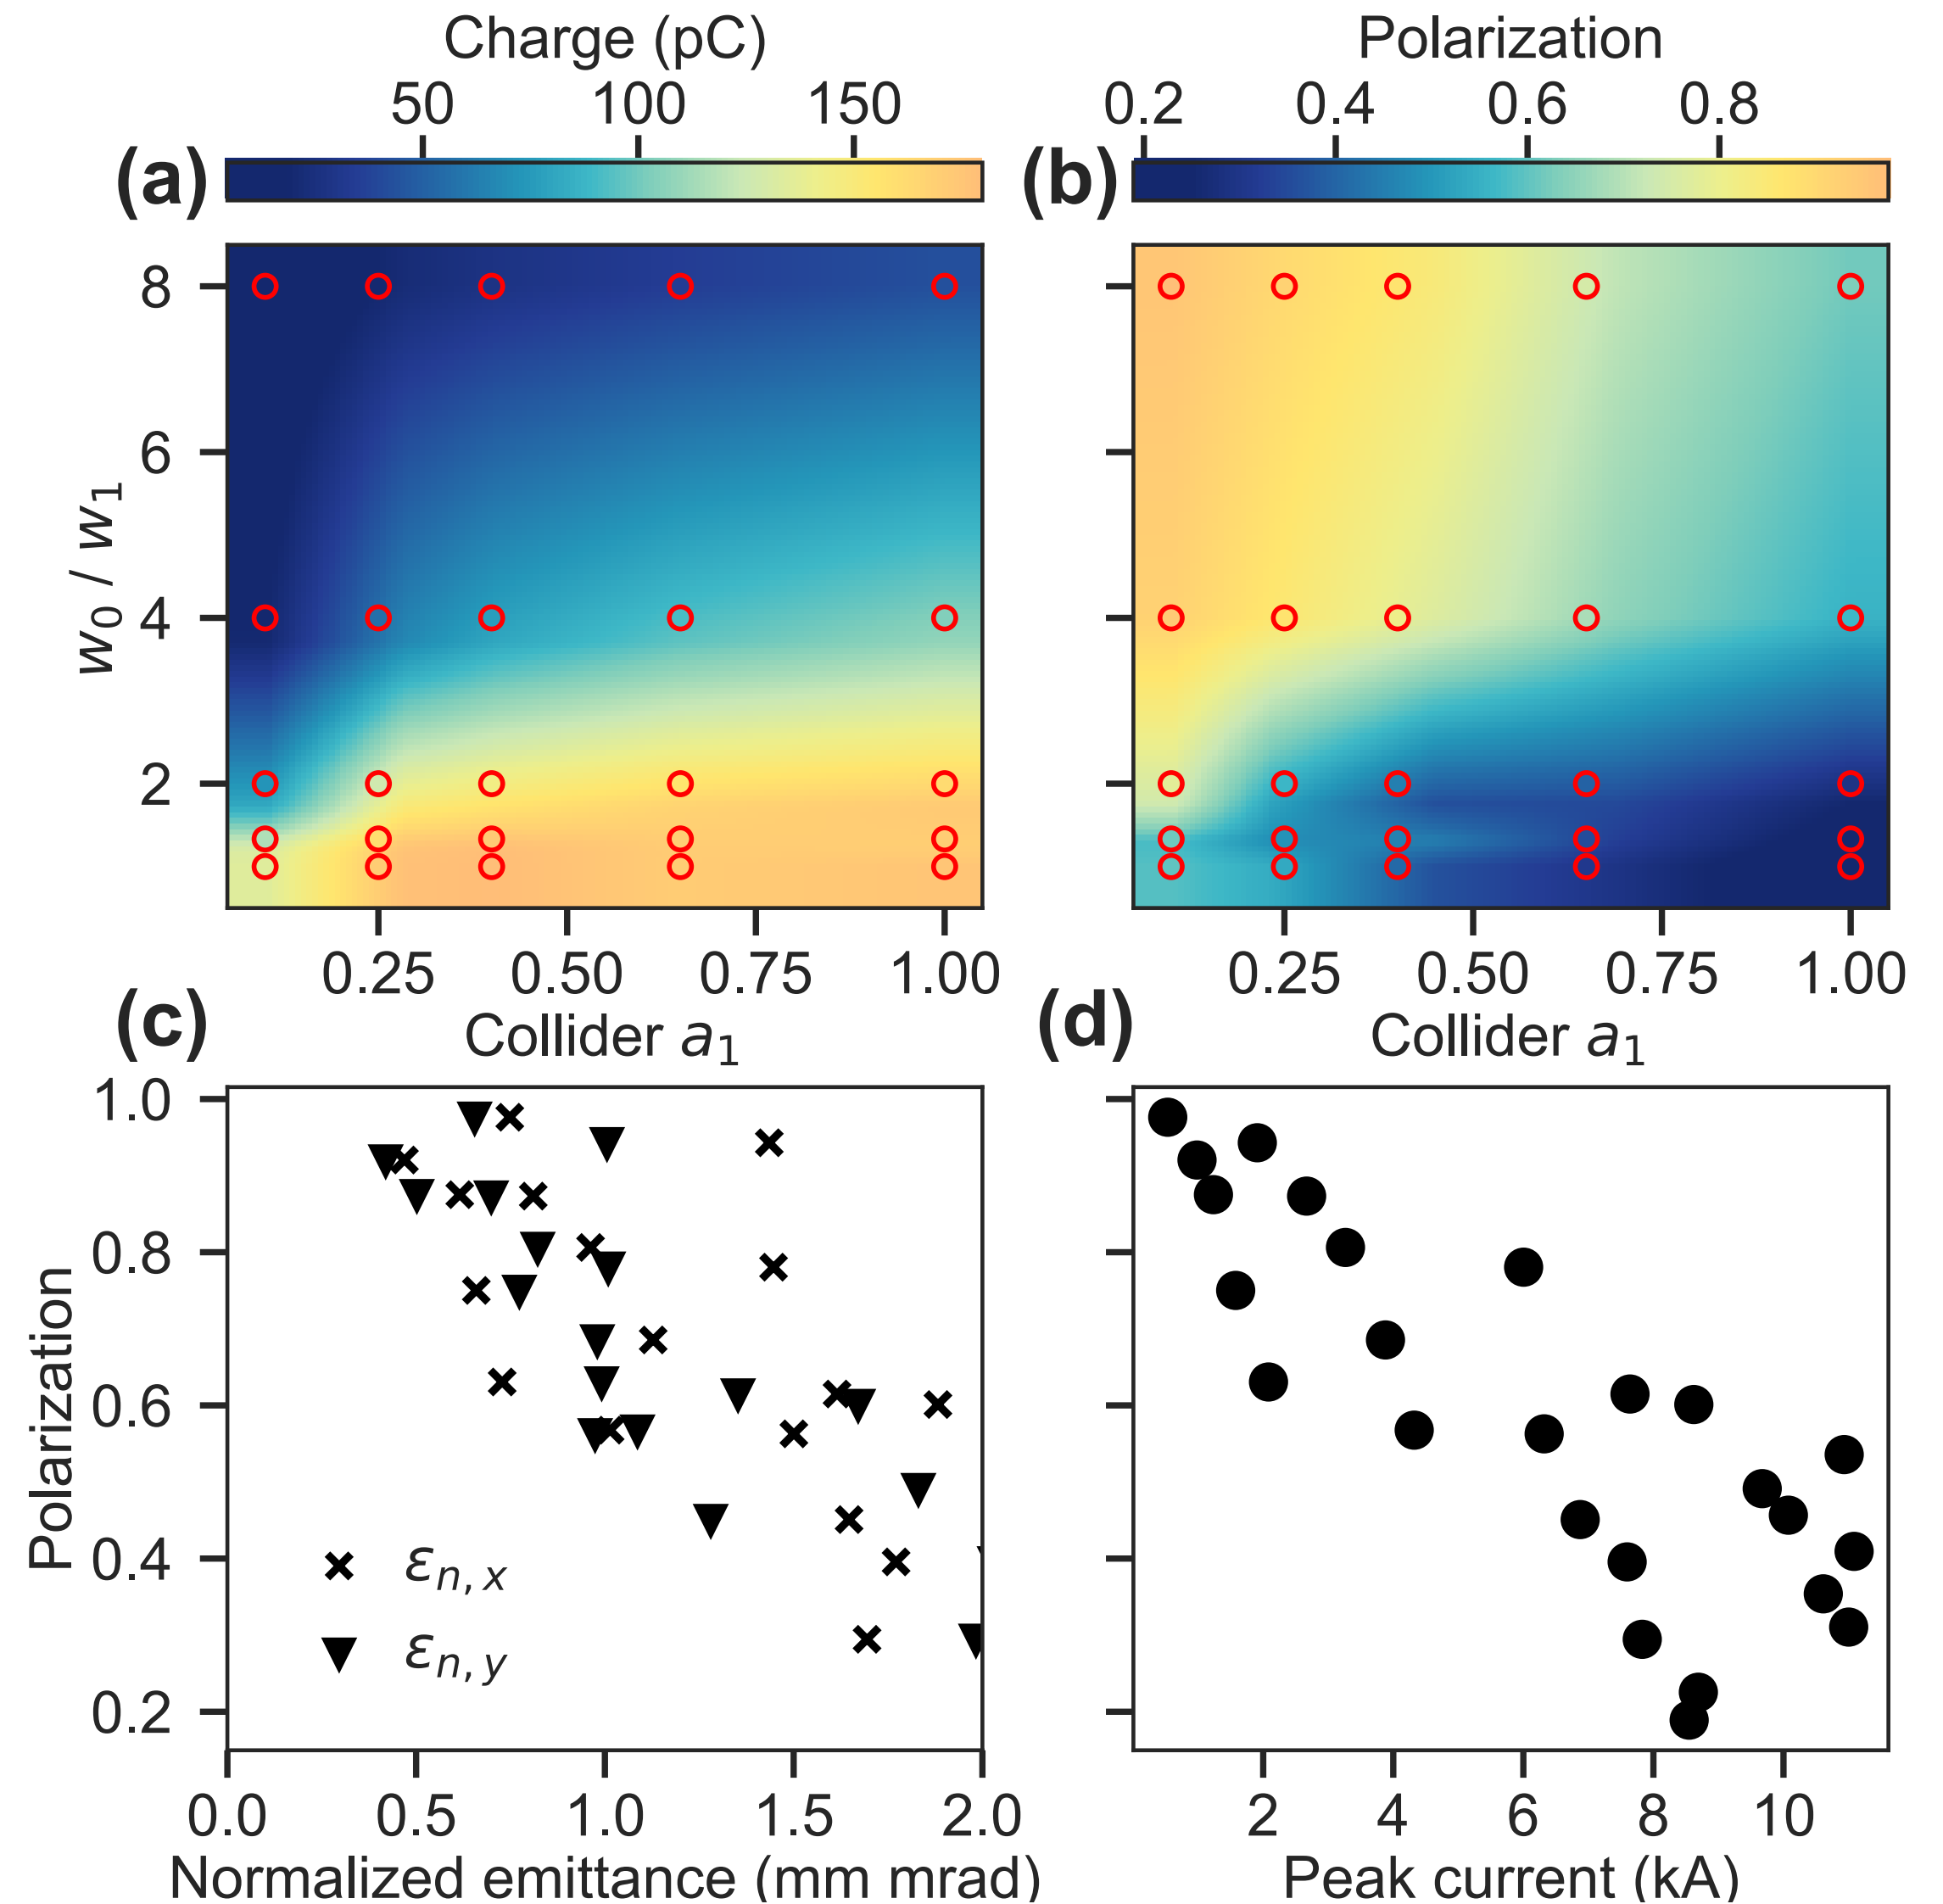 Charge (pC)
50 100 150
(a)
Polarization
0.2 0.4 0.6 0.8
(b)
w0 / w1
8
6
4
2
0.25 0.50 0.75 1.00
Collider a1
0.25 0.50 0.75 1.00
Collider a1
(c)
Polarization
1.0
0.8
0.6
0.4
0.2
εn, x
εn, y
0.0 0.5 1.0 1.5 2.0
Normalized emittance (mm mrad)
(d)
2 4 6 8 10
Peak current (kA)